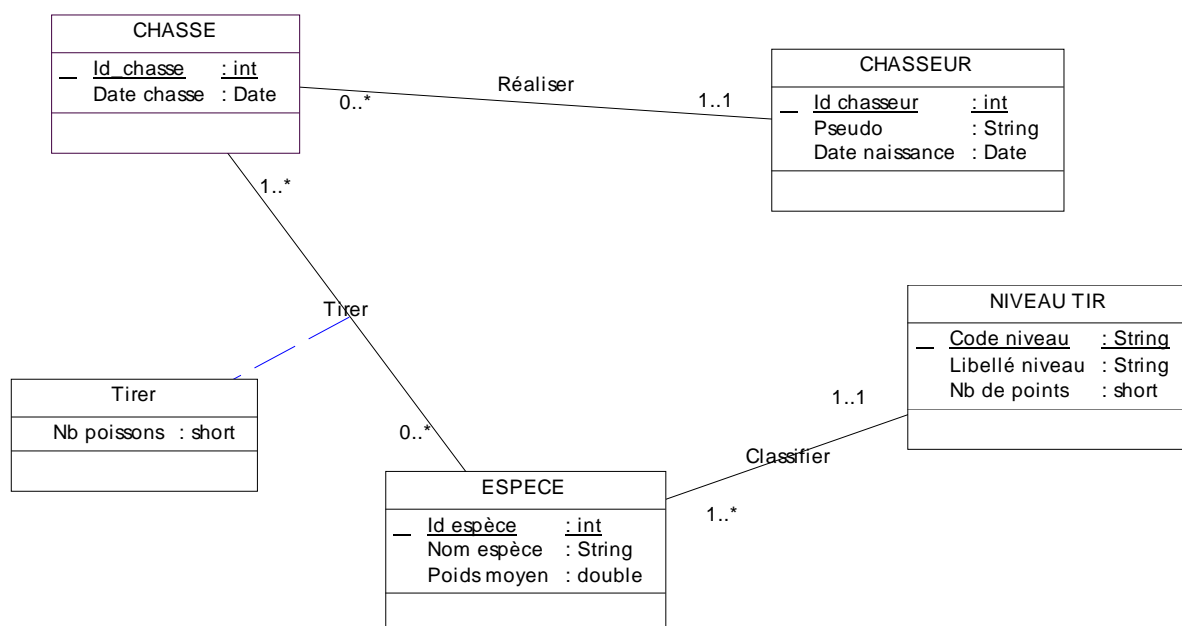 CHASSE
Id_chasse : int
Date chasse : Date
Réaliser
0..*
1..1
CHASSEUR
Id chasseur : int
Pseudo : String
Date naissance : Date
1..*
Tirer
0..*
Tirer
Nb poissons : short
NIVEAU TIR
Code niveau : String
Libellé niveau : String
Nb de points : short
1..1
Classifier
1..*
ESPECE
Id espèce : int
Nom espèce : String
Poids moyen : double